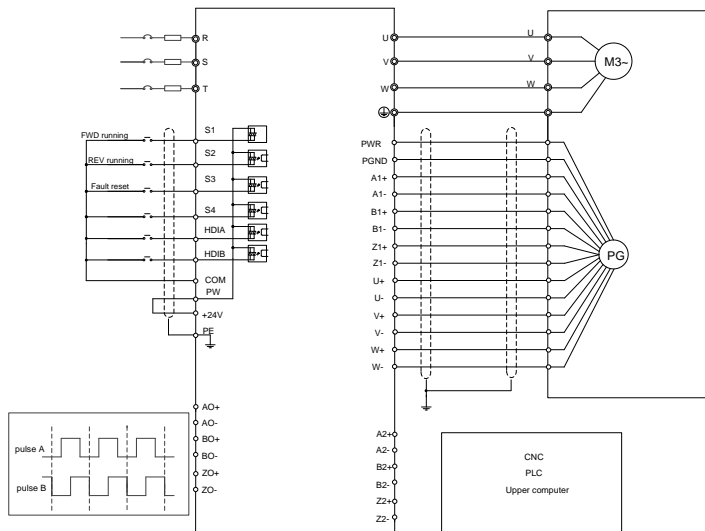 R
S
T
U
V
W
U
V
W
M3~
FWD running
REV running
Fault reset
S1
S2
S3
S4
HDIA
HDIB
COM
PW
+24V
PE
PWR
PGND
A1+
A1-
B1+
B1-
Z1+
Z1-
U+
U-
V+
V-
W+
W-
PG
AO+
AO-
BO+
BO-
ZO+
ZO-
pulse A
pulse B
A2+
A2-
B2+
B2-
Z2+
Z2-
CNC
PLC
Upper computer